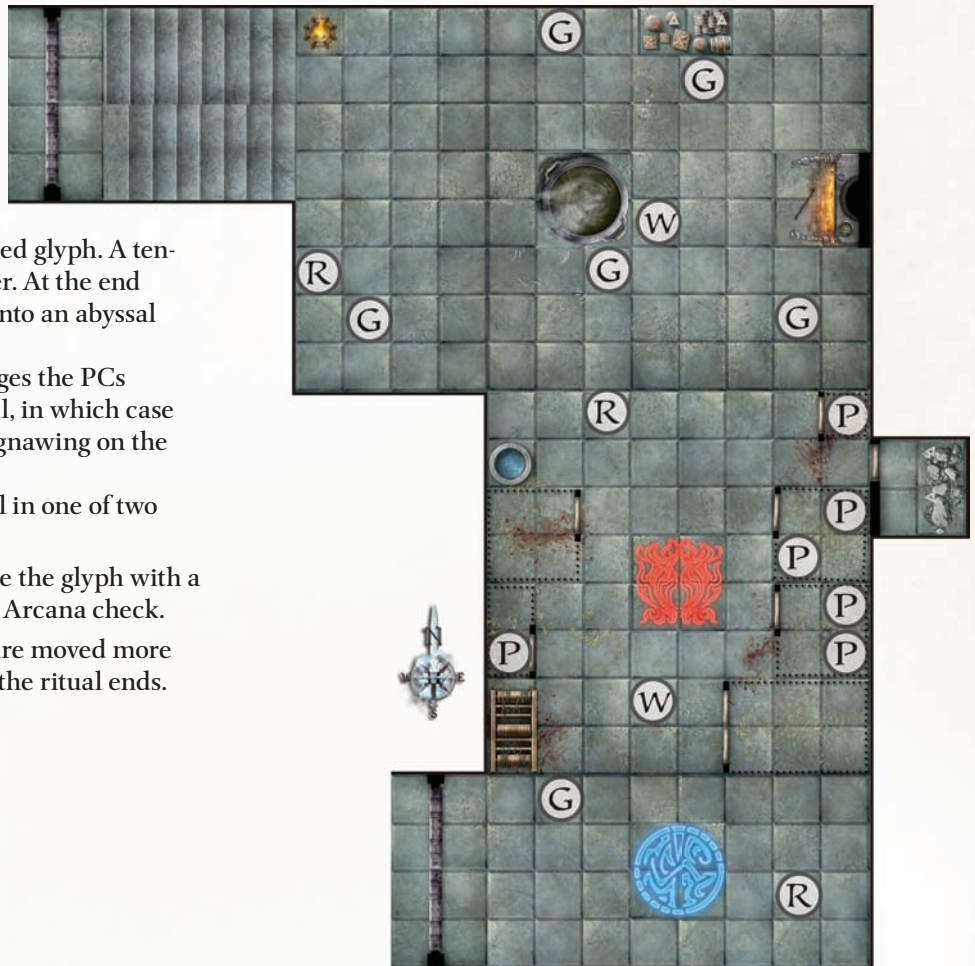 G
G
W
ed glyph. A ten-
R
G
er. At the end
nto an abyssal
G
G
ges the PCs
l, in which case
R
P
gnawing on the
l in one of two
P
P
e the glyph with a
Arcana check.
P
N
are moved more
P
P
W
E
the ritual ends.
S
W
G
R